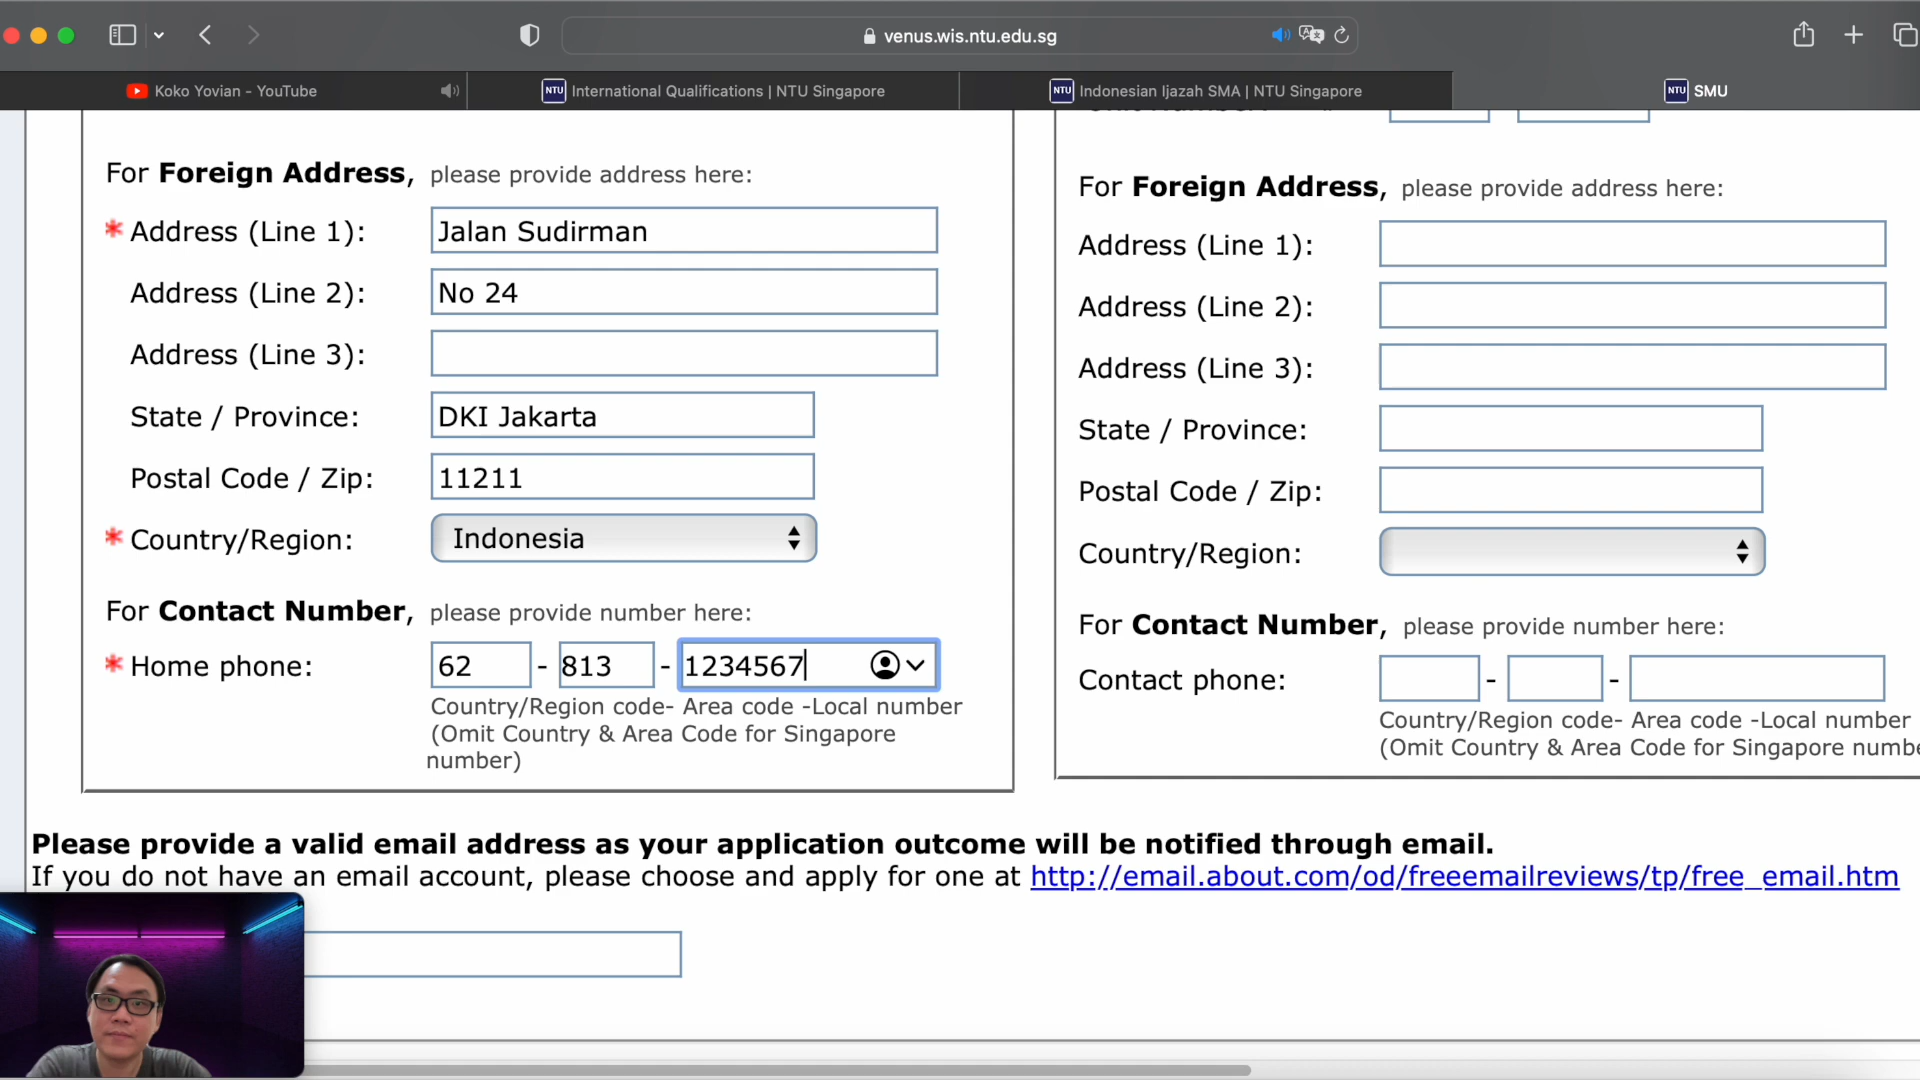 venus.wis.ntu.edu.sg
Koko Yovian - YouTube
NTU International Qualifications | NTU Singapore
NTU Indonesian Ijazah SMA | NTU Singapore
NTU SMU
For Foreign Address, please provide address here:
* Address (Line 1): Jalan Sudirman
Address (Line 2): No 24
Address (Line 3):
State / Province: DKI Jakarta
Postal Code / Zip: 11211
* Country/Region: Indonesia
For Contact Number, please provide number here:
* Home phone: 62 - 813 - 1234567
Country/Region code- Area code -Local number
(Omit Country & Area Code for Singapore
number)
For Foreign Address, please provide address here:
Address (Line 1):
Address (Line 2):
Address (Line 3):
State / Province:
Postal Code / Zip:
Country/Region:
For Contact Number, please provide number here:
Contact phone: - -
Country/Region code- Area code -Local number
(Omit Country & Area Code for Singapore
Please provide a valid email address as your application outcome will be notified through email.
If you do not have an email account, please choose and apply for one at http://email.about.com/od/freeemailreviews/tp/free_email.htm